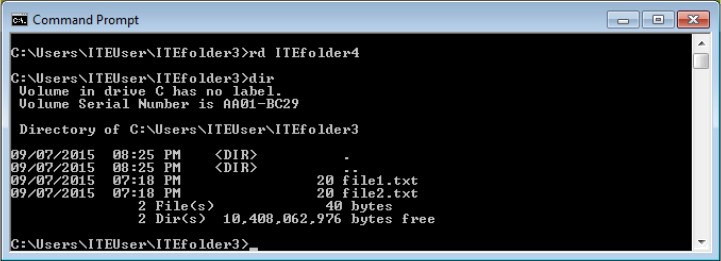 Command Prompt
C:\Users\ITEUser\ITEfolder3>rd ITEfolder4
C:\Users\ITEUser\ITEfolder3>dir
 Volume in drive C has no label.
 Volume Serial Number is AA01-BC29
 Directory of C:\Users\ITEUser\ITEfolder3
09/07/2015  08:25 PM    <DIR>          .
09/07/2015  08:25 PM    <DIR>          ..
09/07/2015  07:18 PM                20 file1.txt
09/07/2015  07:18 PM                20 file2.txt
               2 File(s)             40 bytes
               2 Dir(s)  10,408,062,976 bytes free
C:\Users\ITEUser\ITEfolder3>_